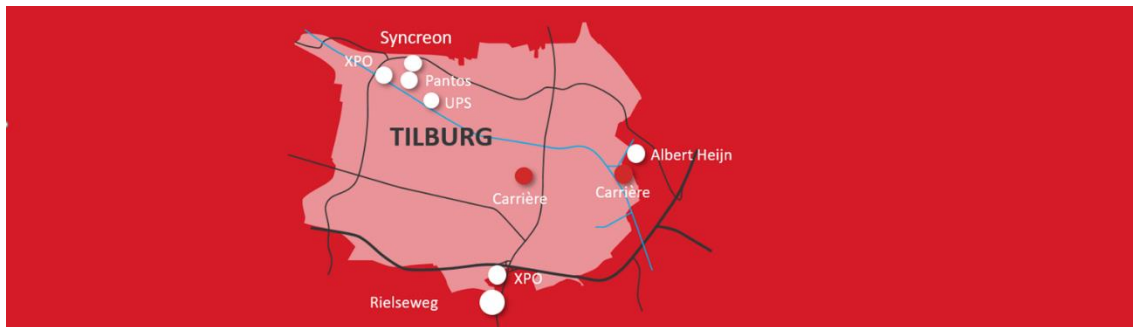 Syncreon
XPO
Pantos
UPS
TILBURG
Albert Heijn
Carrière
Carrière
XPO
Rielseweg